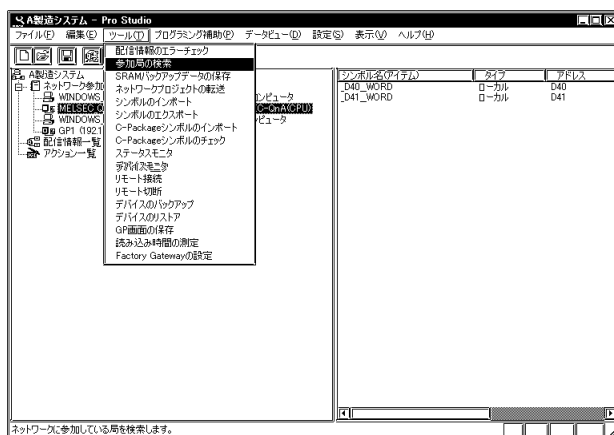 A製造システム - Pro Studio
ファイル(F) 編集(E) ツール(T) プログラミング補助(P) データビュー(D) 設定(S) 表示(V) ヘルプ(H)
配信情報のエラーチェック
参加局の検索
SRAMバックアップデータの保存
ネットワークプロジェクトの転送
シンボルのインポート
シンボルのエクスポート
C-Packageシンボルのインポート
C-Packageシンボルのチェック
ステータスモニタ
デバイスモニタ
リモート接続
リモート切断
デバイスのバックアップ
デバイスのリストア
GP画面の保存
読み込み時間の測定
Factory Gatewayの設定
A製造システム
ネットワーク参加
WINDOWS
MELSEC
WINDOWS
GP1 (192.1
配信情報一覧
アクション一覧
ンピュータ
C-QnA(CPU)
ピュータ
シンボル名(アイテム) タイプ アドレス
_D40_WORD ローカル D40
_D41_WORD ローカル D41
ネットワークに参加している局を検索します。